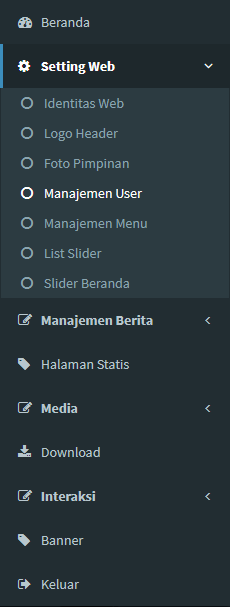 Beranda
Setting Web
Identitas Web
Logo Header
Foto Pimpinan
Manajemen User
Manajemen Menu
List Slider
Slider Beranda
Manajemen Berita
Halaman Statis
Media
Download
Interaksi
Banner
Keluar